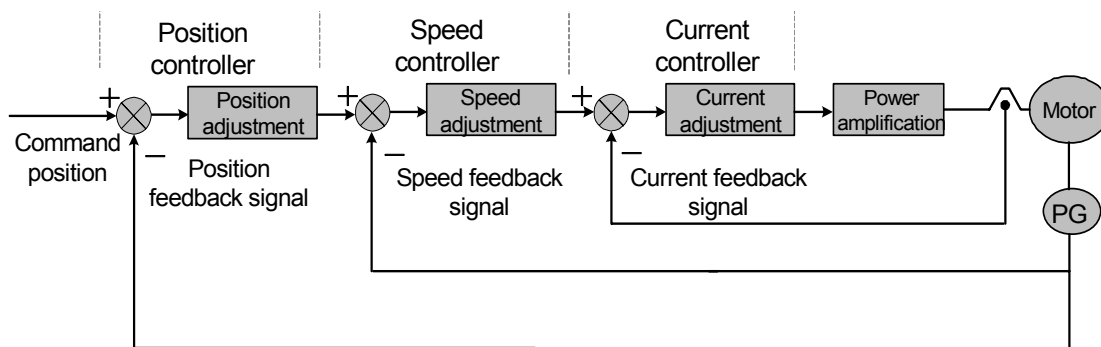 Position
controller
Speed
controller
Current
controller
+
Position
adjustment
+
Speed
adjustment
+
Current
adjustment
Power
amplification
Motor
Command
position
−
Position
feedback signal
−
Speed feedback
signal
−
Current feedback
signal
PG